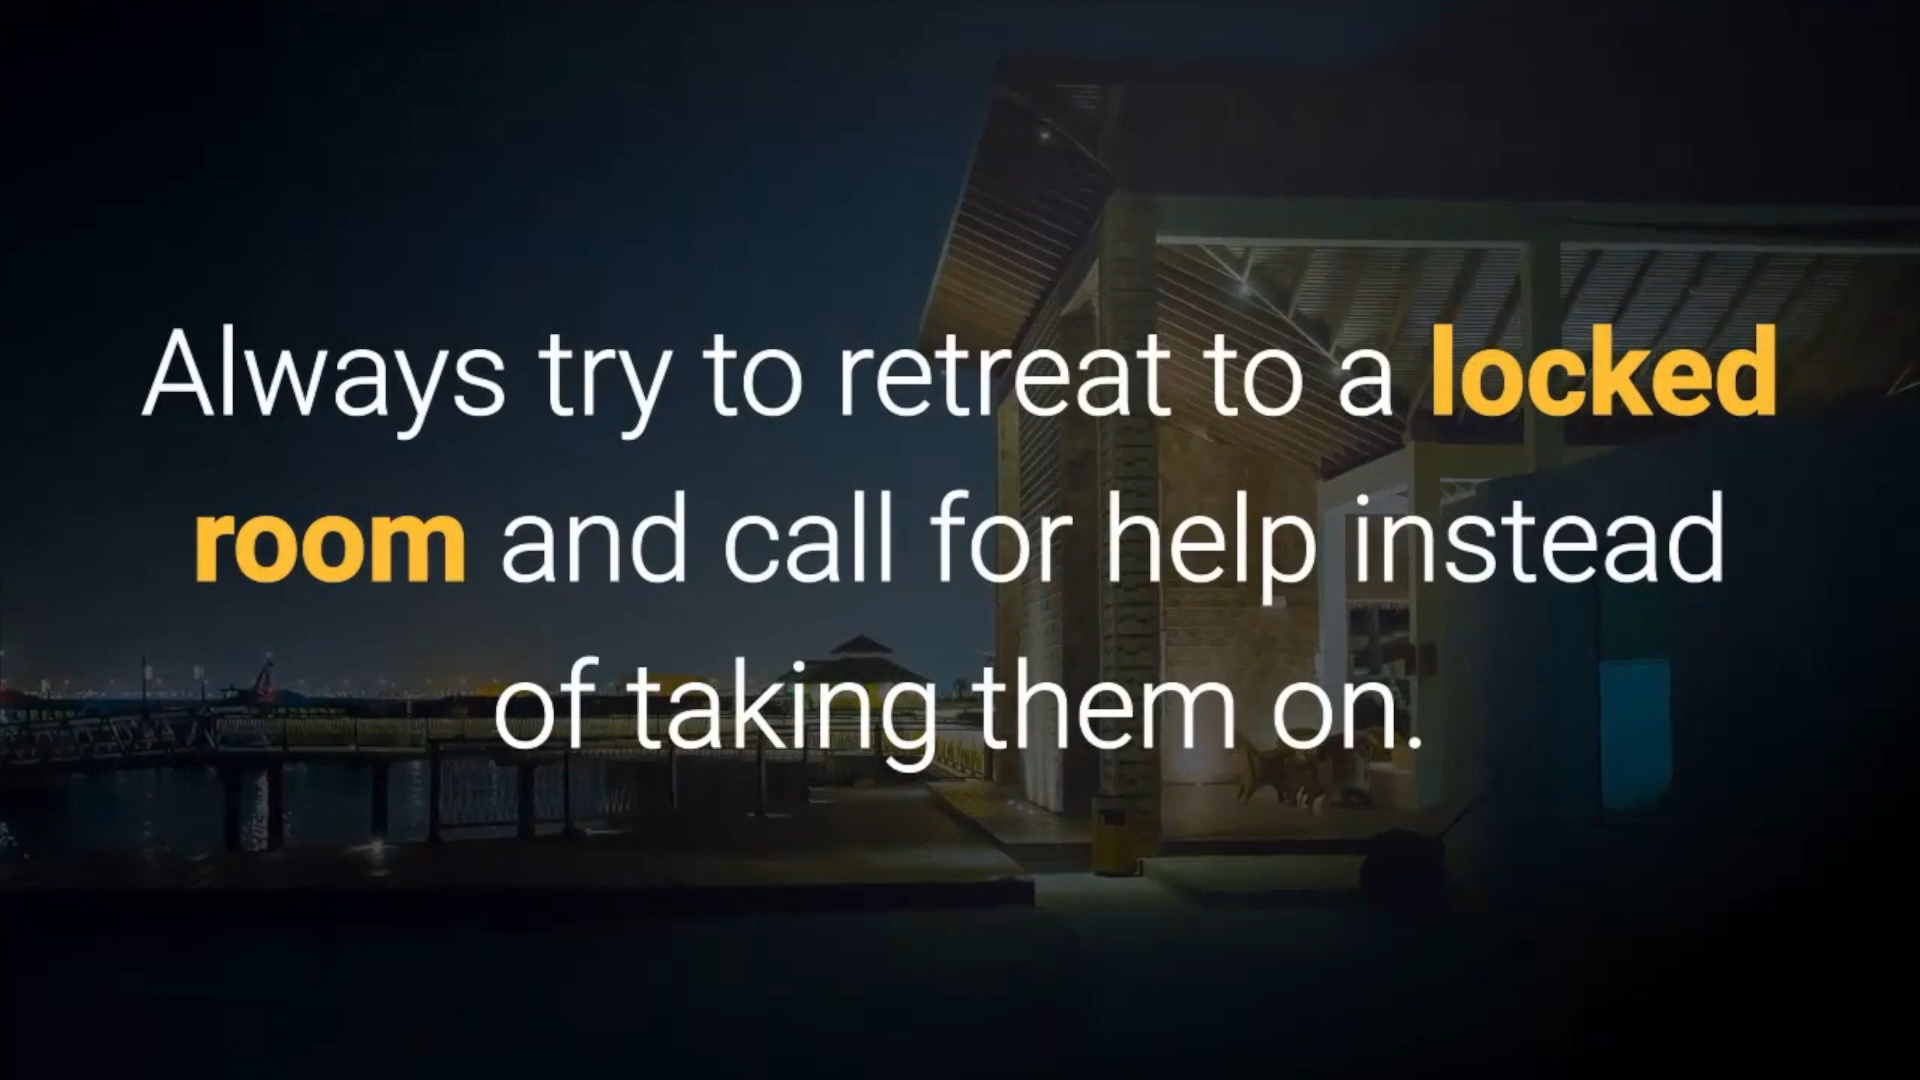 Always try to retreat to a locked
room and call for help instead
of taking them on.